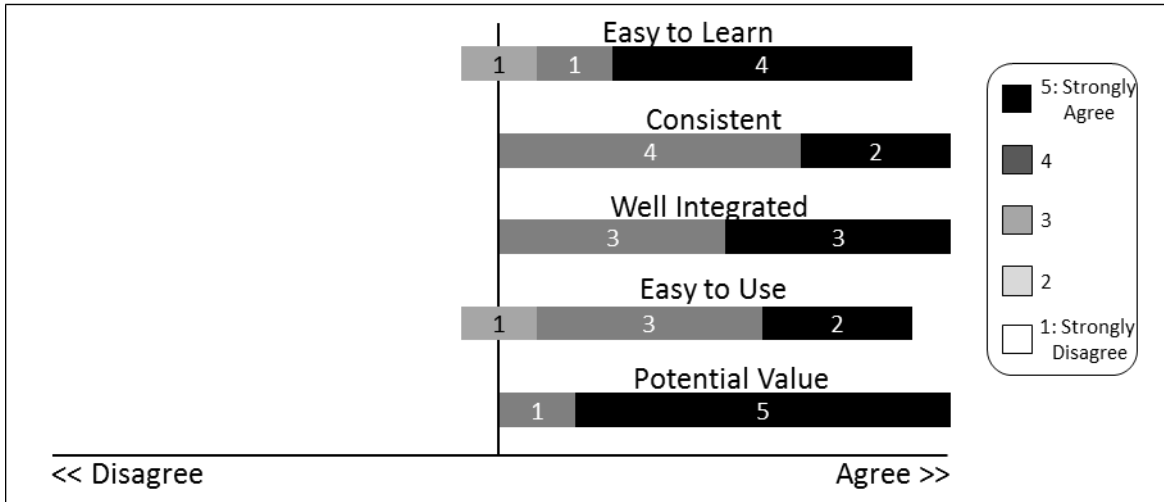 Easy to Learn
1 1 4
Consistent
4 2
Well Integrated
3 3
Easy to Use
1 3 2
Potential Value
1 5
<< Disagree Agree >>
5: Strongly
Agree
4
3
2
1: Strongly
Disagree